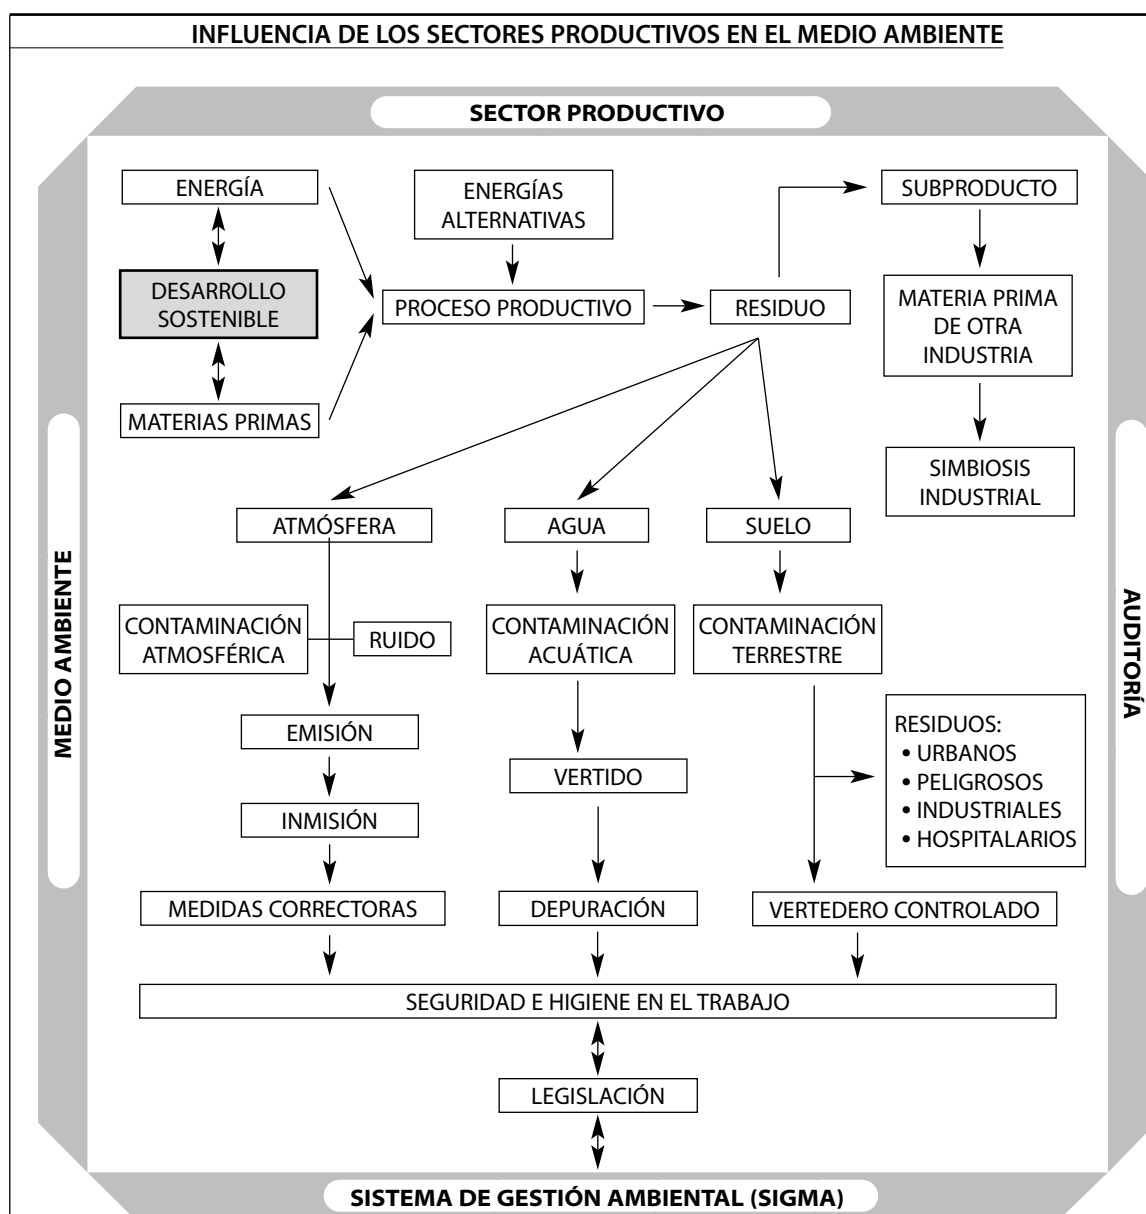 INFLUENCIA DE LOS SECTORES PRODUCTIVOS EN EL MEDIO AMBIENTE
SECTOR PRODUCTIVO
ENERGÍA
ENERGÍAS
ALTERNATIVAS
SUBPRODUCTO
DESARROLLO
SOSTENIBLE
PROCESO PRODUCTIVO
RESIDUO
MATERIA PRIMA
DE OTRA
INDUSTRIA
MATERIAS PRIMAS
SIMBIOSIS
INDUSTRIAL
ATMÓSFERA
AGUA
SUELO
CONTAMINACIÓN
ATMOSFÉRICA
RUIDO
CONTAMINACIÓN
ACUÁTICA
CONTAMINACIÓN
TERRESTRE
EMISIÓN
VERTIDO
RESIDUOS:
• URBANOS
• PELIGROSOS
• INDUSTRIALES
• HOSPITALARIOS
INMISIÓN
MEDIDAS CORRECTORAS
DEPURACIÓN
VERTEDERO CONTROLADO
SEGURIDAD E HIGIENE EN EL TRABAJO
LEGISLACIÓN
MEDIO AMBIENTE
AUDITORÍA
SISTEMA DE GESTIÓN AMBIENTAL (SIGMA)